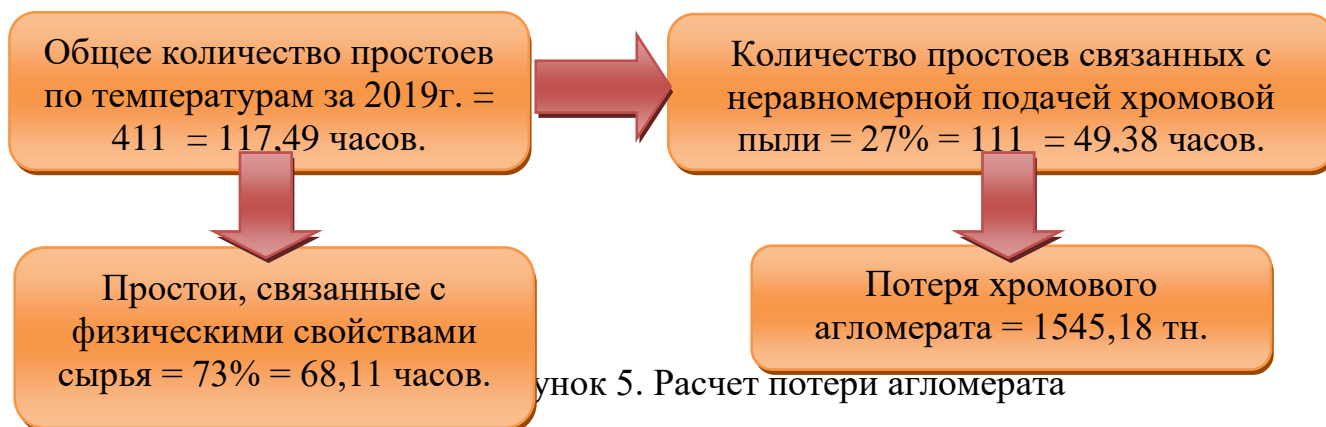 Общее количество простоев
по температурам за 2019г. =
411 = 117,49 часов.
Количество простоев связанных с
неравномерной подачей хромовой
пыли = 27% = 111 = 49,38 часов.
Простои, связанные с
физическими свойствами
сырья = 73% = 68,11 часов.
Потеря хромового
агломерата = 1545,18 тн.
унок 5. Расчет потери агломерата